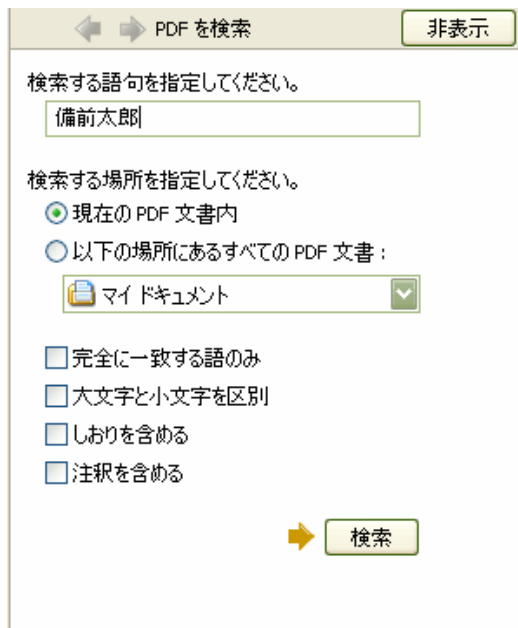 PDF を検索
非表示
検索する語句を指定してください。
備前太郎
検索する場所を指定してください。
現在の PDF 文書内
以下の場所にあるすべての PDF 文書 :
マイ ドキュメント
完全に一致する語のみ
大文字と小文字を区別
しおりを含める
注釈を含める
検索